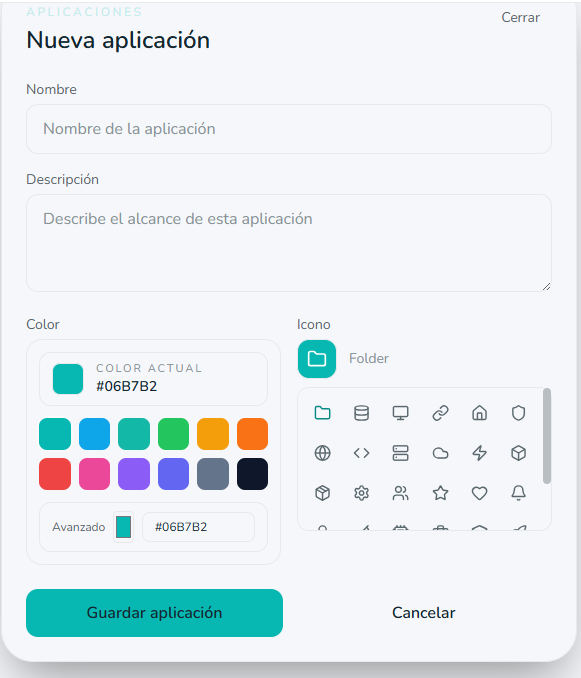 APLICACIONES
Cerrar
Nueva aplicación
Nombre
Nombre de la aplicación
Descripción
Describe el alcance de esta aplicación
Color
Icono
COLOR ACTUAL
#06B7B2
Folder
Avanzado
#06B7B2
Guardar aplicación
Cancelar